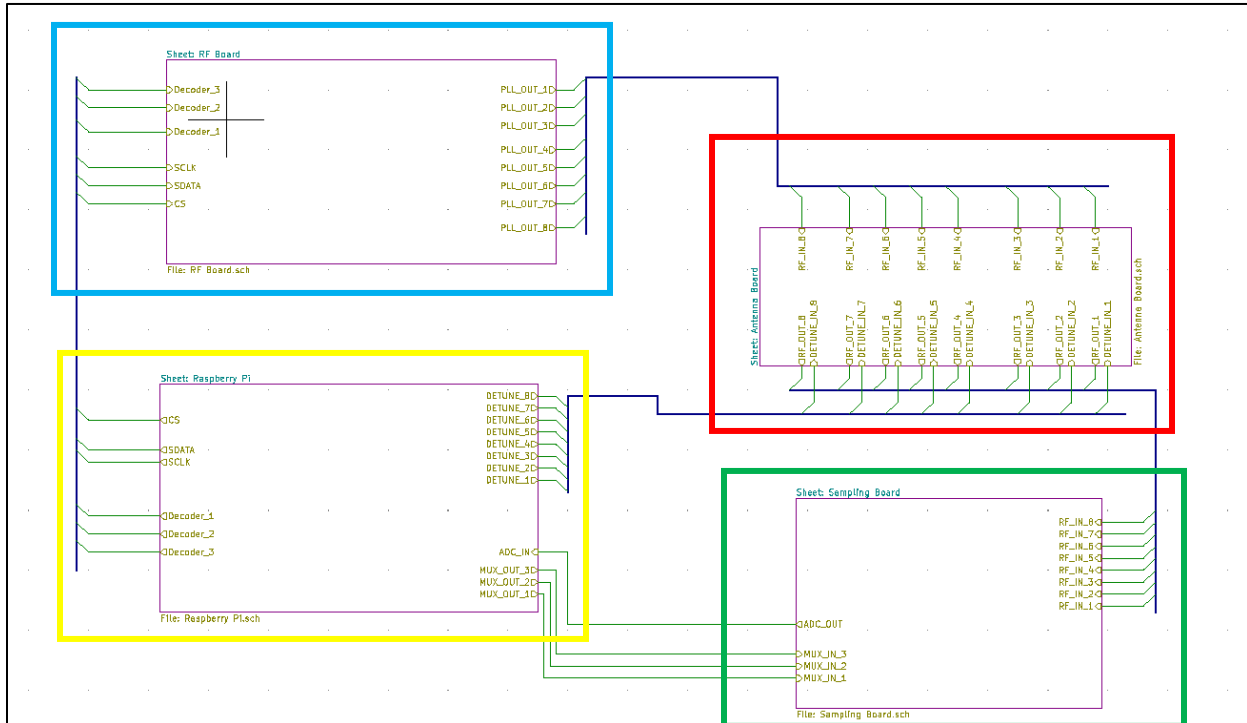 Sheet: RF Board
Decoder_3
Decoder_2
Decoder_1
SCLK
SDATA
CS
PLL_OUT_1
PLL_OUT_2
PLL_OUT_3
PLL_OUT_4
PLL_OUT_5
PLL_OUT_6
PLL_OUT_7
PLL_OUT_8
File: RF Board.sch
Sheet: Antenna Board
RF_IN_8
RF_IN_7
RF_IN_6
RF_IN_5
RF_IN_4
RF_IN_3
RF_IN_2
RF_IN_1
RF_OUT_8
DETUNE_IN_8
RF_OUT_7
DETUNE_IN_7
RF_OUT_6
DETUNE_IN_6
RF_OUT_5
DETUNE_IN_5
RF_OUT_4
DETUNE_IN_4
RF_OUT_3
DETUNE_IN_3
RF_OUT_2
DETUNE_IN_2
RF_OUT_1
DETUNE_IN_1
File: Antenna Board.sch
Sheet: Raspberry Pi
CS
SDATA
SCLK
Decoder_1
Decoder_2
Decoder_3
DETUNE_8
DETUNE_7
DETUNE_6
DETUNE_5
DETUNE_4
DETUNE_3
DETUNE_2
DETUNE_1
ADC_IN
MUX_OUT_3
MUX_OUT_2
MUX_OUT_1
File: Raspberry Pi.sch
Sheet: Sampling Board
RF_IN_8
RF_IN_7
RF_IN_6
RF_IN_5
RF_IN_4
RF_IN_3
RF_IN_2
RF_IN_1
ADC_OUT
MUX_IN_3
MUX_IN_2
MUX_IN_1
File: Sampling Board.sch